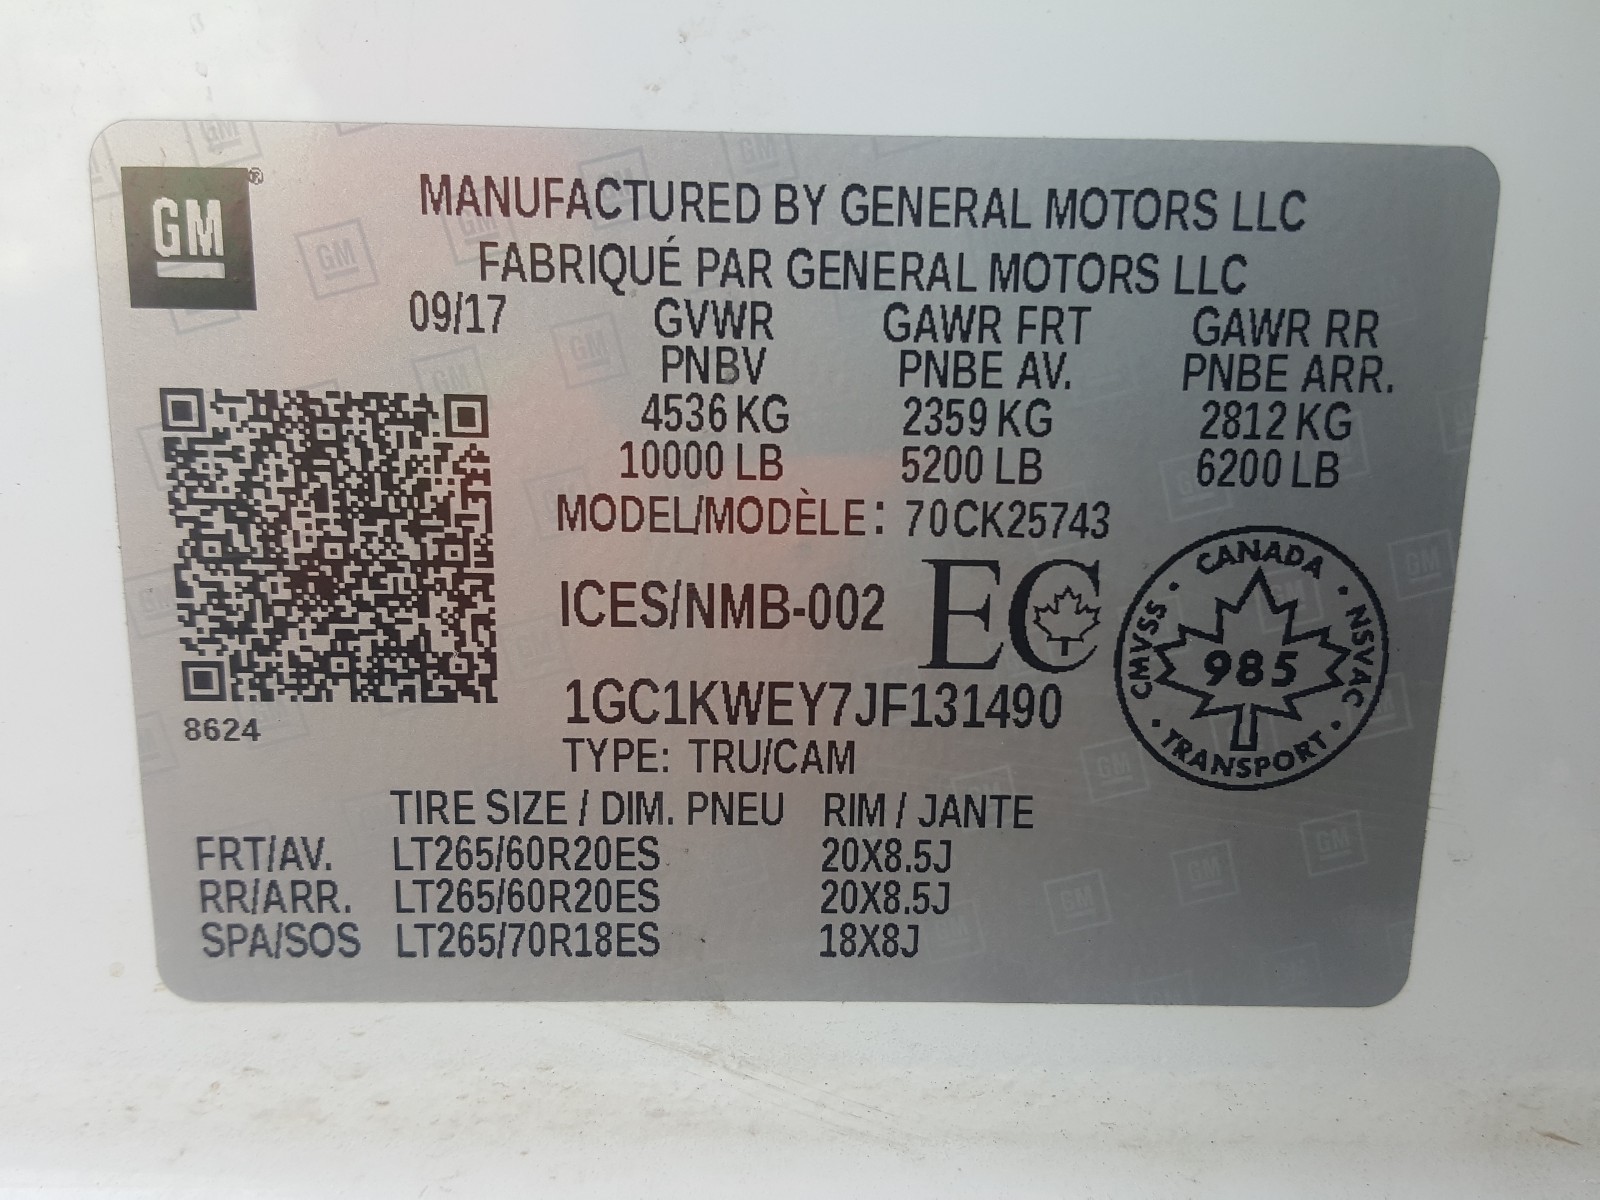 GM®
MANUFACTURED BY GENERAL MOTORS LLC
FABRIQUÉ PAR GENERAL MOTORS LLC
09/17 GVWR GAWR FRT GAWR RR
PNBV PNBE AV. PNBE ARR.
4536 KG 2359 KG 2812 KG
10000 LB 5200 LB 6200 LB
MODEL/MODÈLE: 70CK25743
ICES/NMB-002 EC
CANADA
CMVSS
NSVAC
985
TRANSPORT
1GC1KWEY7JF131490
8624
TYPE: TRU/CAM
TIRE SIZE / DIM. PNEU RIM / JANTE
FRT/AV. LT265/60R20ES 20X8.5J
RR/ARR. LT265/60R20ES 20X8.5J
SPA/SOS LT265/70R18ES 18X8J